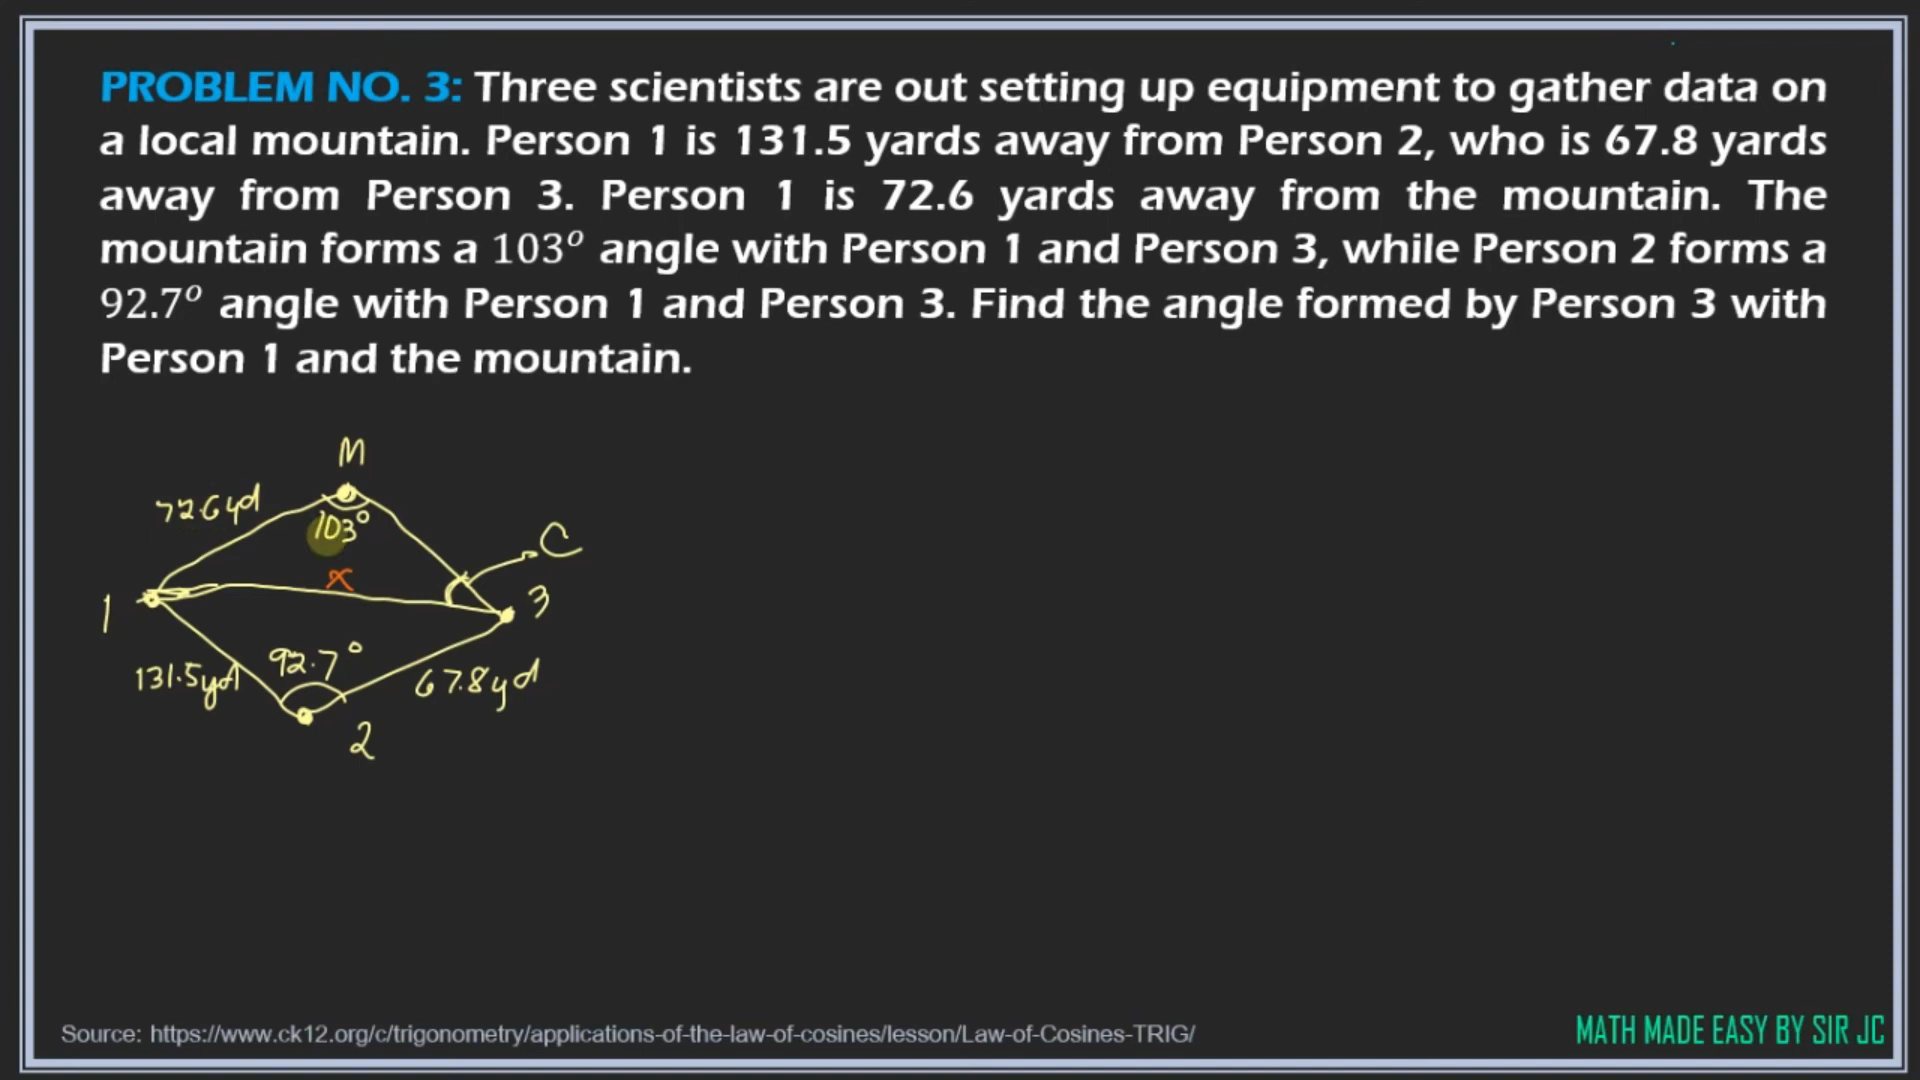 PROBLEM NO. 3: Three scientists are out setting up equipment to gather data on
a local mountain. Person 1 is 131.5 yards away from Person 2, who is 67.8 yards
away from Person 3. Person 1 is 72.6 yards away from the mountain. The
mountain forms a 103° angle with Person 1 and Person 3, while Person 2 forms a
92.7° angle with Person 1 and Person 3. Find the angle formed by Person 3 with
Person 1 and the mountain.
M
72.6yd
103°
C
x
1
3
92.7°
131.5yd
67.8yd
2
Source: https://www.ck12.org/c/trigonometry/applications-of-the-law-of-cosines/lesson/Law-of-Cosines-TRIG/
MATH MADE EASY BY SIR JC